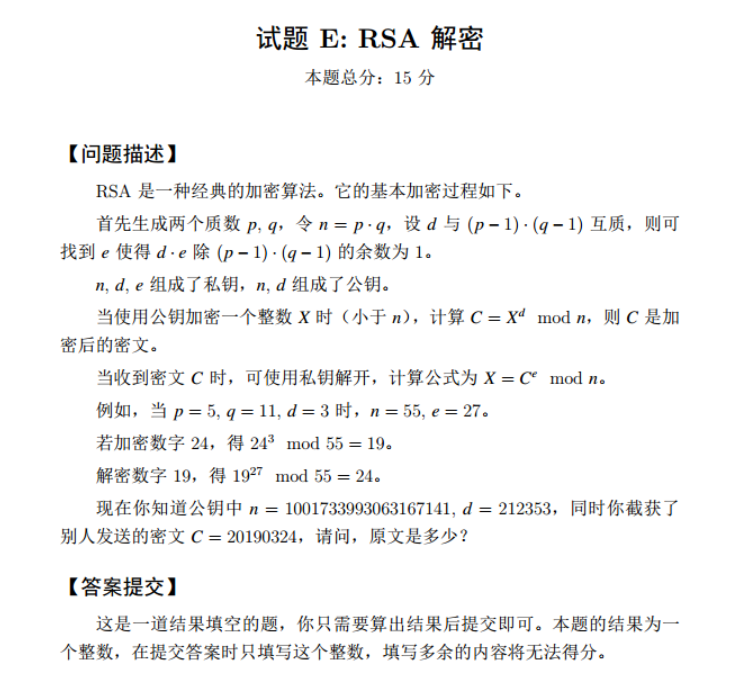 试题 E: RSA 解密
本题总分：15 分
【问题描述】
RSA 是一种经典的加密算法。它的基本加密过程如下。
首先生成两个质数 p, q，令 n = p · q，设 d 与 (p − 1) · (q − 1) 互质，则可
找到 e 使得 d · e 除 (p − 1) · (q − 1) 的余数为 1。
n, d, e 组成了私钥，n, d 组成了公钥。
当使用公钥加密一个整数 X 时（小于 n），计算 C = X^d mod n，则 C 是加
密后的密文。
当收到密文 C 时，可使用私钥解开，计算公式为 X = C^e mod n。
例如，当 p = 5, q = 11, d = 3 时，n = 55, e = 27。
若加密数字 24，得 24³ mod 55 = 19。
解密数字 19，得 19²⁷ mod 55 = 24。
现在你知道公钥中 n = 1001733993063167141, d = 212353，同时你截获了
别人发送的密文 C = 20190324，请问，原文是多少？
【答案提交】
这是一道结果填空的题，你只需要算出结果后提交即可。本题的结果为一
个整数，在提交答案时只填写这个整数，填写多余的内容将无法得分。